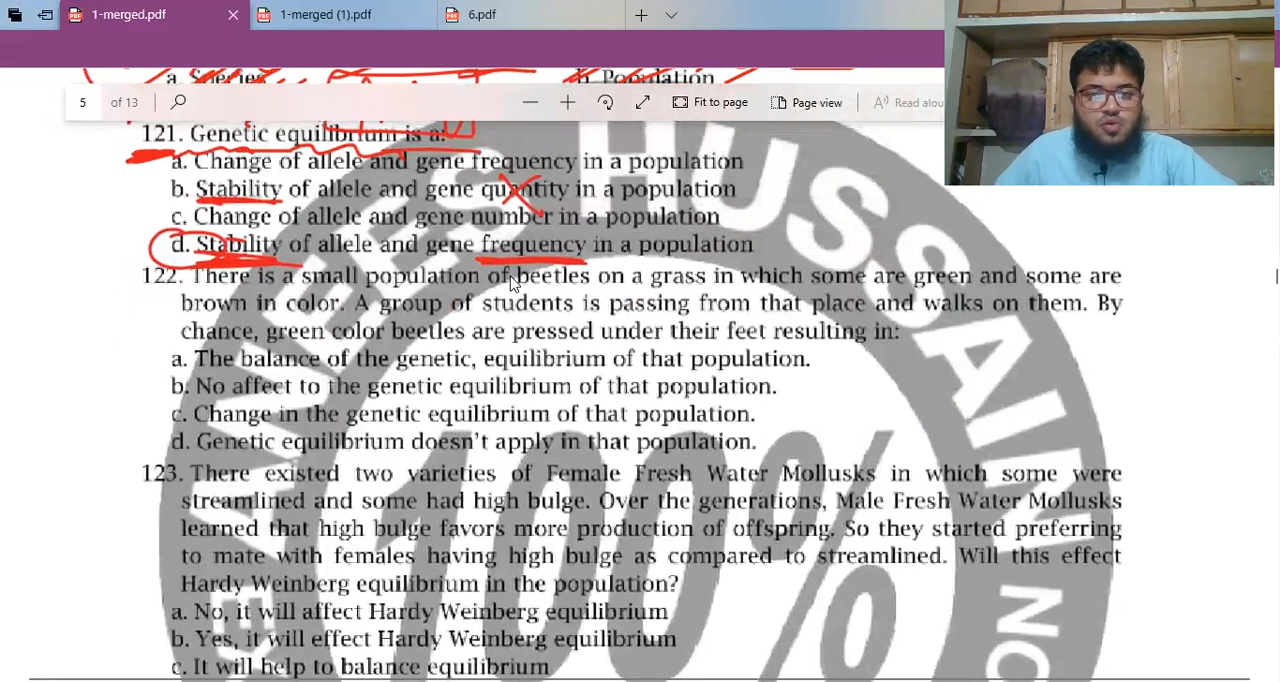 1-merged.pdf
1-merged (1).pdf
6.pdf
a. Species b. Population
5 of 13 Fit to page Page view Read alou
121. Genetic equilibrium is a:
a. Change of allele and gene frequency in a population
b. Stability of allele and gene quantity in a population
c. Change of allele and gene number in a population
d. Stability of allele and gene frequency in a population
122. There is a small population of beetles on a grass in which some are green and some are
brown in color. A group of students is passing from that place and walks on them. By
chance, green color beetles are pressed under their feet resulting in:
a. The balance of the genetic, equilibrium of that population.
b. No affect to the genetic equilibrium of that population.
c. Change in the genetic equilibrium of that population.
d. Genetic equilibrium doesn't apply in that population.
123. There existed two varieties of Female Fresh Water Mollusks in which some were
streamlined and some had high bulge. Over the generations, Male Fresh Water Mollusks
learned that high bulge favors more production of offspring. So they started preferring
to mate with females having high bulge as compared to streamlined. Will this effect
Hardy Weinberg equilibrium in the population?
a. No, it will affect Hardy Weinberg equilibrium
b. Yes, it will effect Hardy Weinberg equilibrium
c. It will help to balance equilibrium
HUSSAI
100%
NO